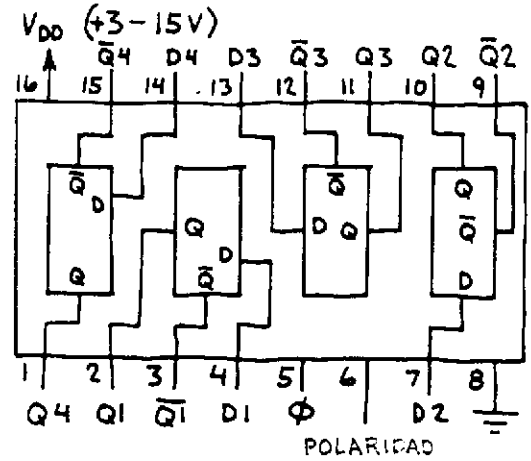 V_DD (+3-15V)
Q̅4 D4 D3 Q̅3 Q3 Q2 Q̅2
16 15 14 13 12 11 10 9
Q̅ D Q
Q D Q̅
Q̅ D Q
Q Q̅ D
1 2 3 4 5 6 7 8
Q4 Q1 Q̅1 D1 Φ D2
POLARIDAD